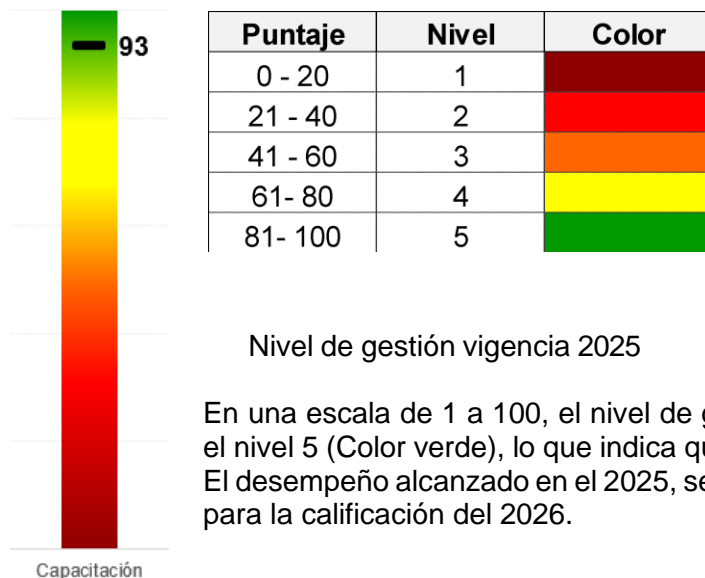 93
Puntaje Nivel Color
0 - 20 1
21 - 40 2
41 - 60 3
61- 80 4
81- 100 5
Nivel de gestión vigencia 2025
En una escala de 1 a 100, el nivel de
el nivel 5 (Color verde), lo que indica
El desempeño alcanzado en el 2025,
para la calificación del 2026.
Capacitación